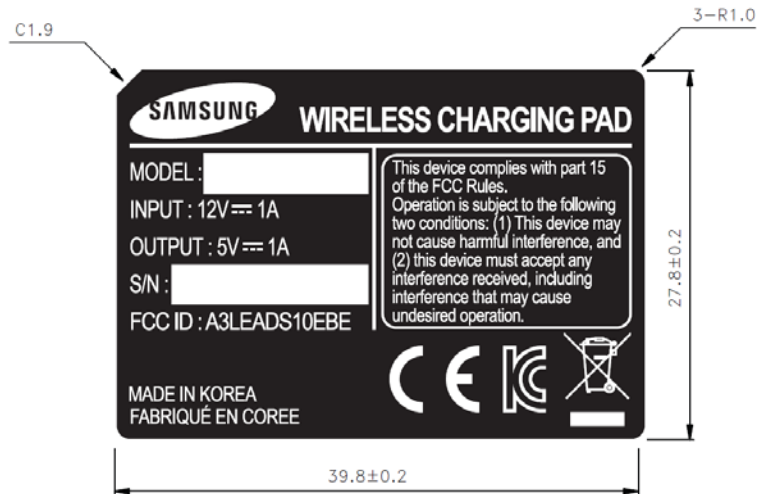 C1.9
3-R1.0
SAMSUNG
WIRELESS CHARGING PAD
MODEL :
INPUT : 12V⎓1A
OUTPUT : 5V⎓1A
S/N :
FCC ID : A3LEADS10EBE
This device complies with part 15
of the FCC Rules.
Operation is subject to the following
two conditions: (1) This device may
not cause harmful interference, and
(2) this device must accept any
interference received, including
interference that may cause
undesired operation.
MADE IN KOREA
FABRIQUÉ EN COREE
CE KC
27.8±0.2
39.8±0.2